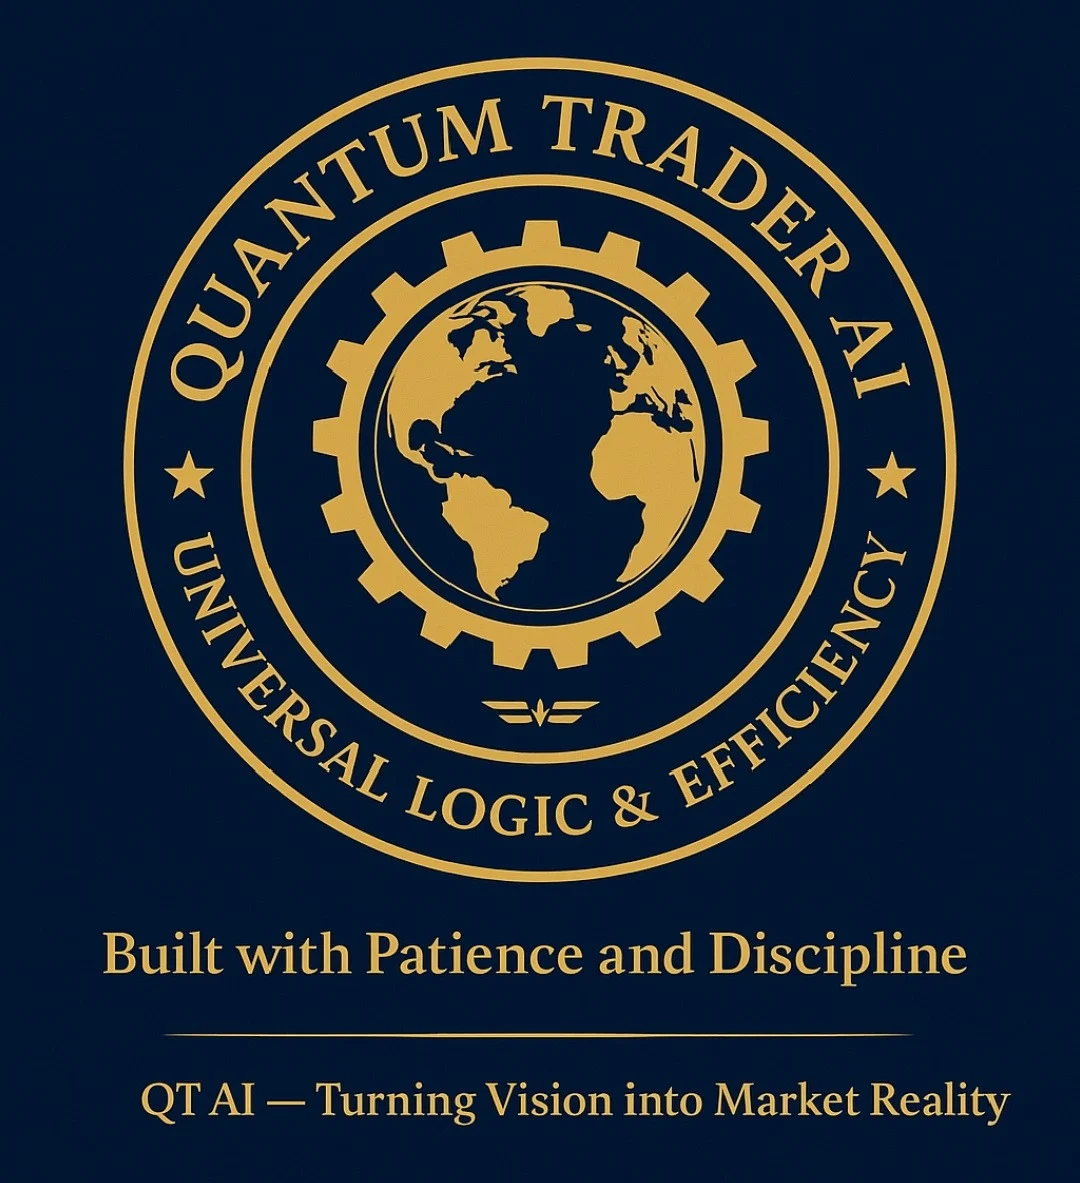 QUANTUM TRADER AI
UNIVERSAL LOGIC & EFFICIENCY
Built with Patience and Discipline
QT AI — Turning Vision into Market Reality